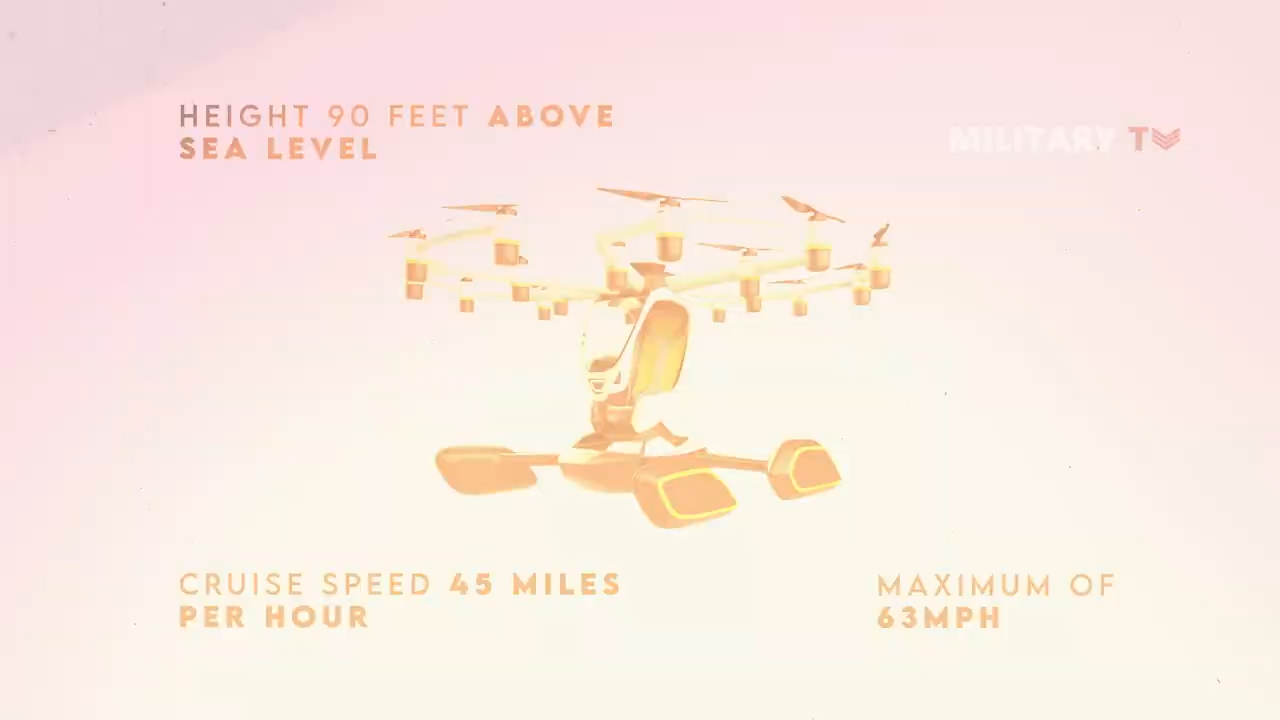 HEIGHT 90 FEET ABOVE
SEA LEVEL
MILITARY TV
CRUISE SPEED 45 MILES
PER HOUR
MAXIMUM OF
63MPH